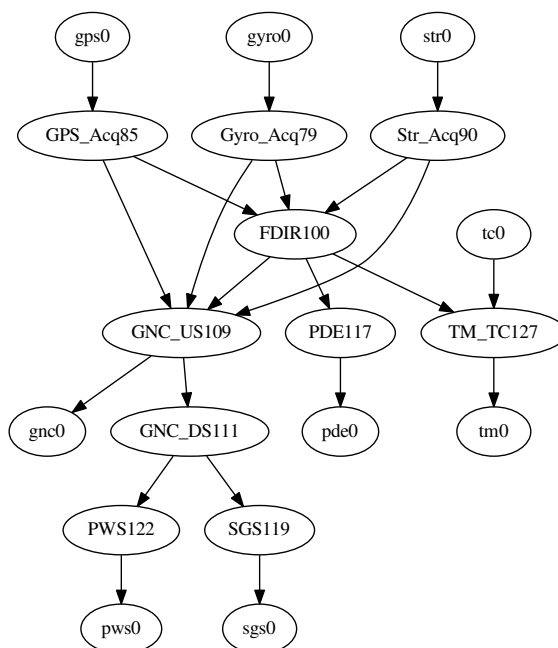 gps0
gyro0
str0
GPS_Acq85
Gyro_Acq79
Str_Acq90
FDIR100
tc0
GNC_US109
PDE117
TM_TC127
gnc0
GNC_DS111
pde0
tm0
PWS122
SGS119
pws0
sgs0